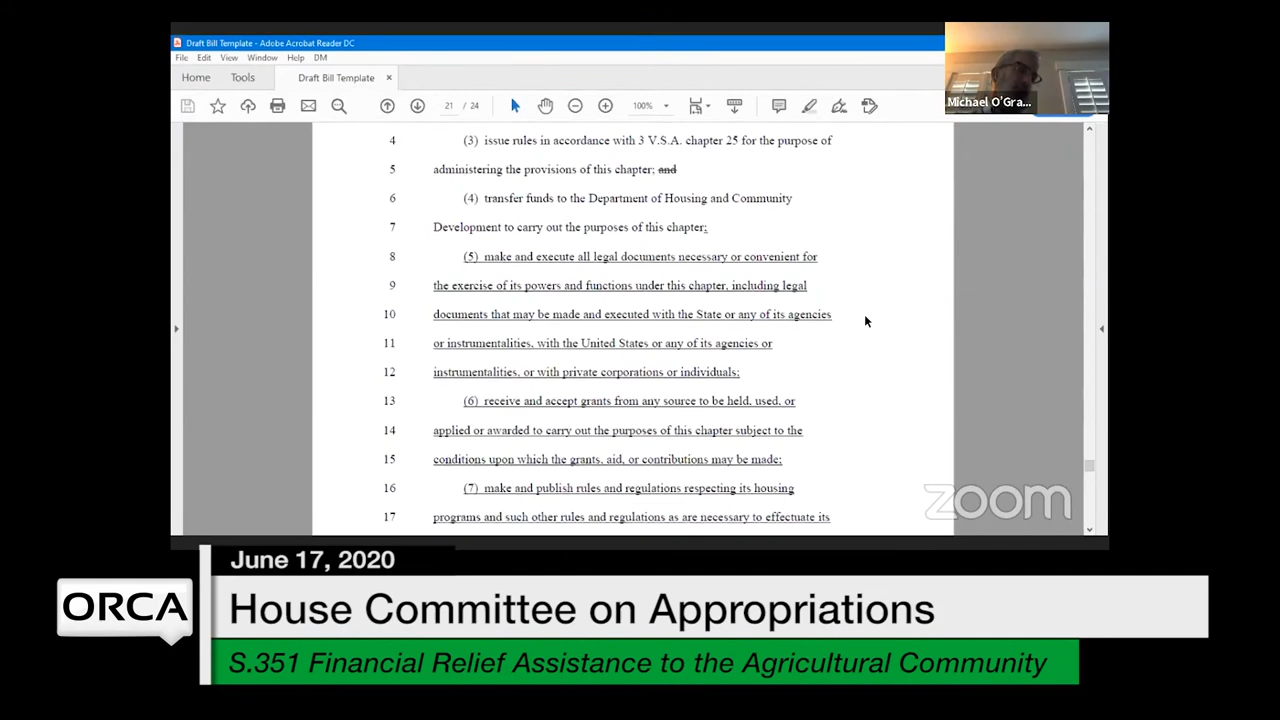 Draft Bill Template - Adobe Acrobat Reader DC
File Edit View Window Help DM
Home Tools Draft Bill Template ×
21 / 24 100%
Michael O'Gra...
4 (3) issue rules in accordance with 3 V.S.A. chapter 25 for the purpose of
5 administering the provisions of this chapter; and
6 (4) transfer funds to the Department of Housing and Community
7 Development to carry out the purposes of this chapter;
8 (5) make and execute all legal documents necessary or convenient for
9 the exercise of its powers and functions under this chapter, including legal
10 documents that may be made and executed with the State or any of its agencies
11 or instrumentalities, with the United States or any of its agencies or
12 instrumentalities, or with private corporations or individuals;
13 (6) receive and accept grants from any source to be held, used, or
14 applied or awarded to carry out the purposes of this chapter subject to the
15 conditions upon which the grants, aid, or contributions may be made;
16 (7) make and publish rules and regulations respecting its housing
17 programs and such other rules and regulations as are necessary to effectuate its
zoom
June 17, 2020
ORCA
House Committee on Appropriations
S.351 Financial Relief Assistance to the Agricultural Community